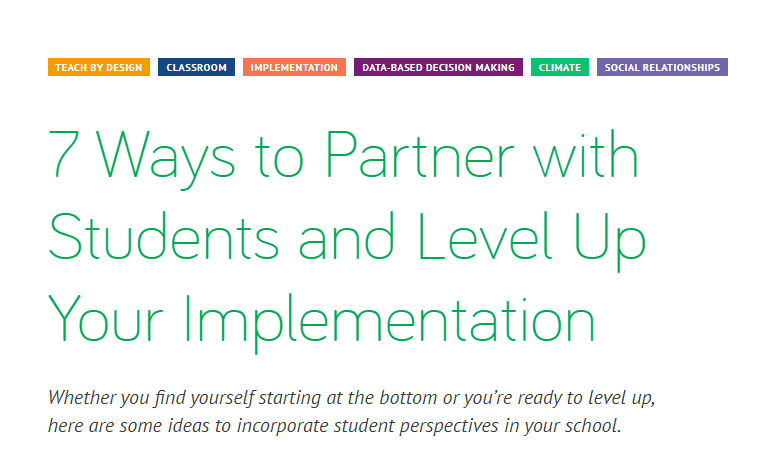 TEACH BY DESIGN CLASSROOM IMPLEMENTATION DATA-BASED DECISION MAKING CLIMATE SOCIAL RELATIONSHIPS
7 Ways to Partner with
Students and Level Up
Your Implementation
Whether you find yourself starting at the bottom or you’re ready to level up,
here are some ideas to incorporate student perspectives in your school.